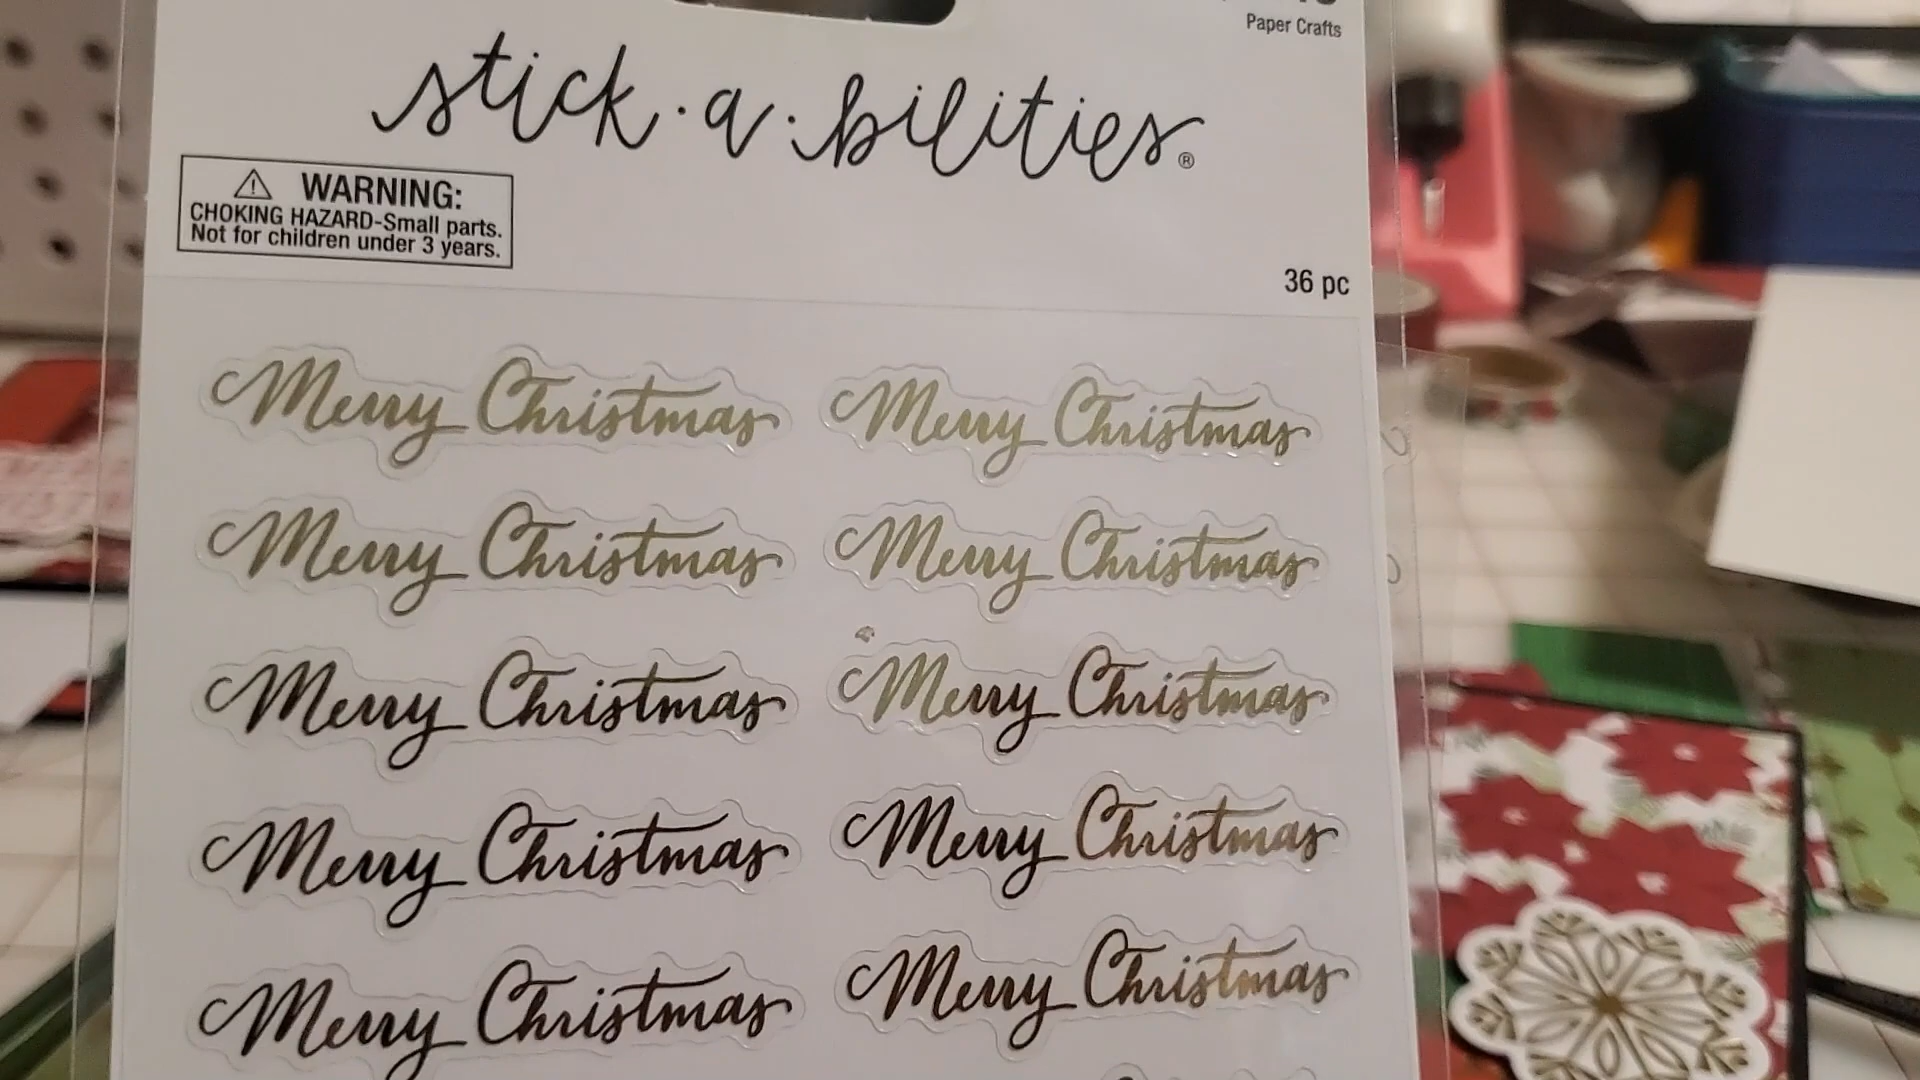 Paper Crafts
stick·a·bilities®
WARNING:
CHOKING HAZARD-Small parts.
Not for children under 3 years.
36 pc
Merry Christmas Merry Christmas
Merry Christmas Merry Christmas
Merry Christmas Merry Christmas
Merry Christmas Merry Christmas
Merry Christmas Merry Christmas